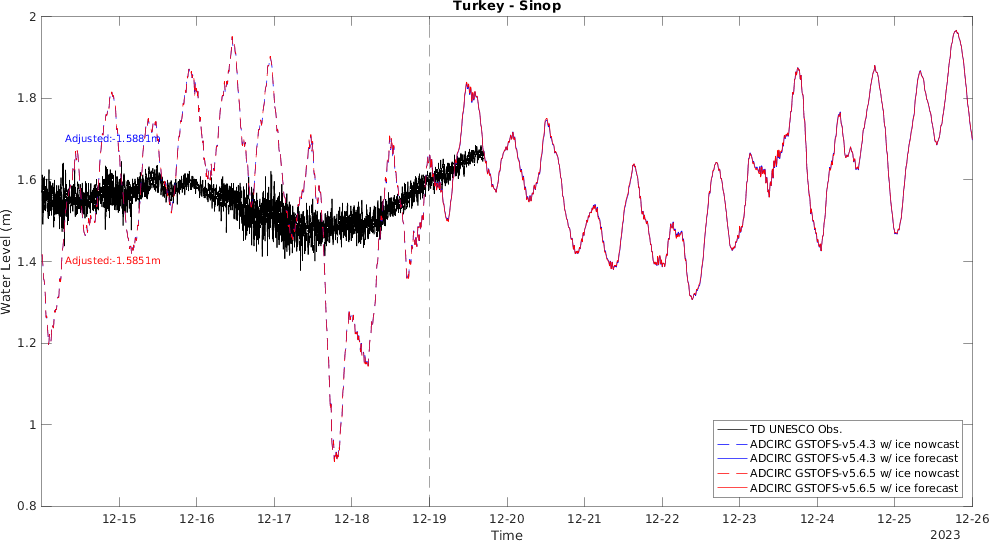 Turkey - Sinop
2
1.8
1.6
1.4
1.2
1
0.8
Water Level (m)
Adjusted:-1.5881m
Adjusted:-1.5851m
TD UNESCO Obs.
ADCIRC GSTOFS-v5.4.3 w/ ice nowcast
ADCIRC GSTOFS-v5.4.3 w/ ice forecast
ADCIRC GSTOFS-v5.6.5 w/ ice nowcast
ADCIRC GSTOFS-v5.6.5 w/ ice forecast
12-15 12-16 12-17 12-18 12-19 12-20 12-21 12-22 12-23 12-24 12-25 12-26
Time
2023